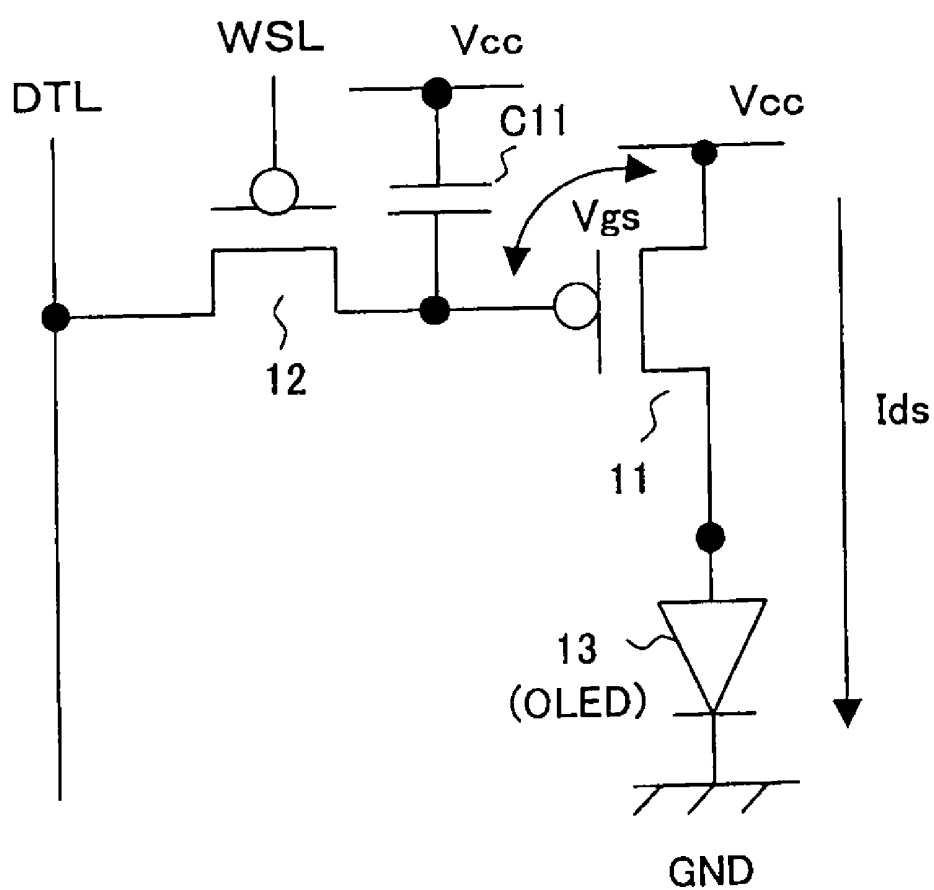 WSL
Vcc
DTL
C11
Vcc
Vgs
12
Ids
11
13
(OLED)
GND